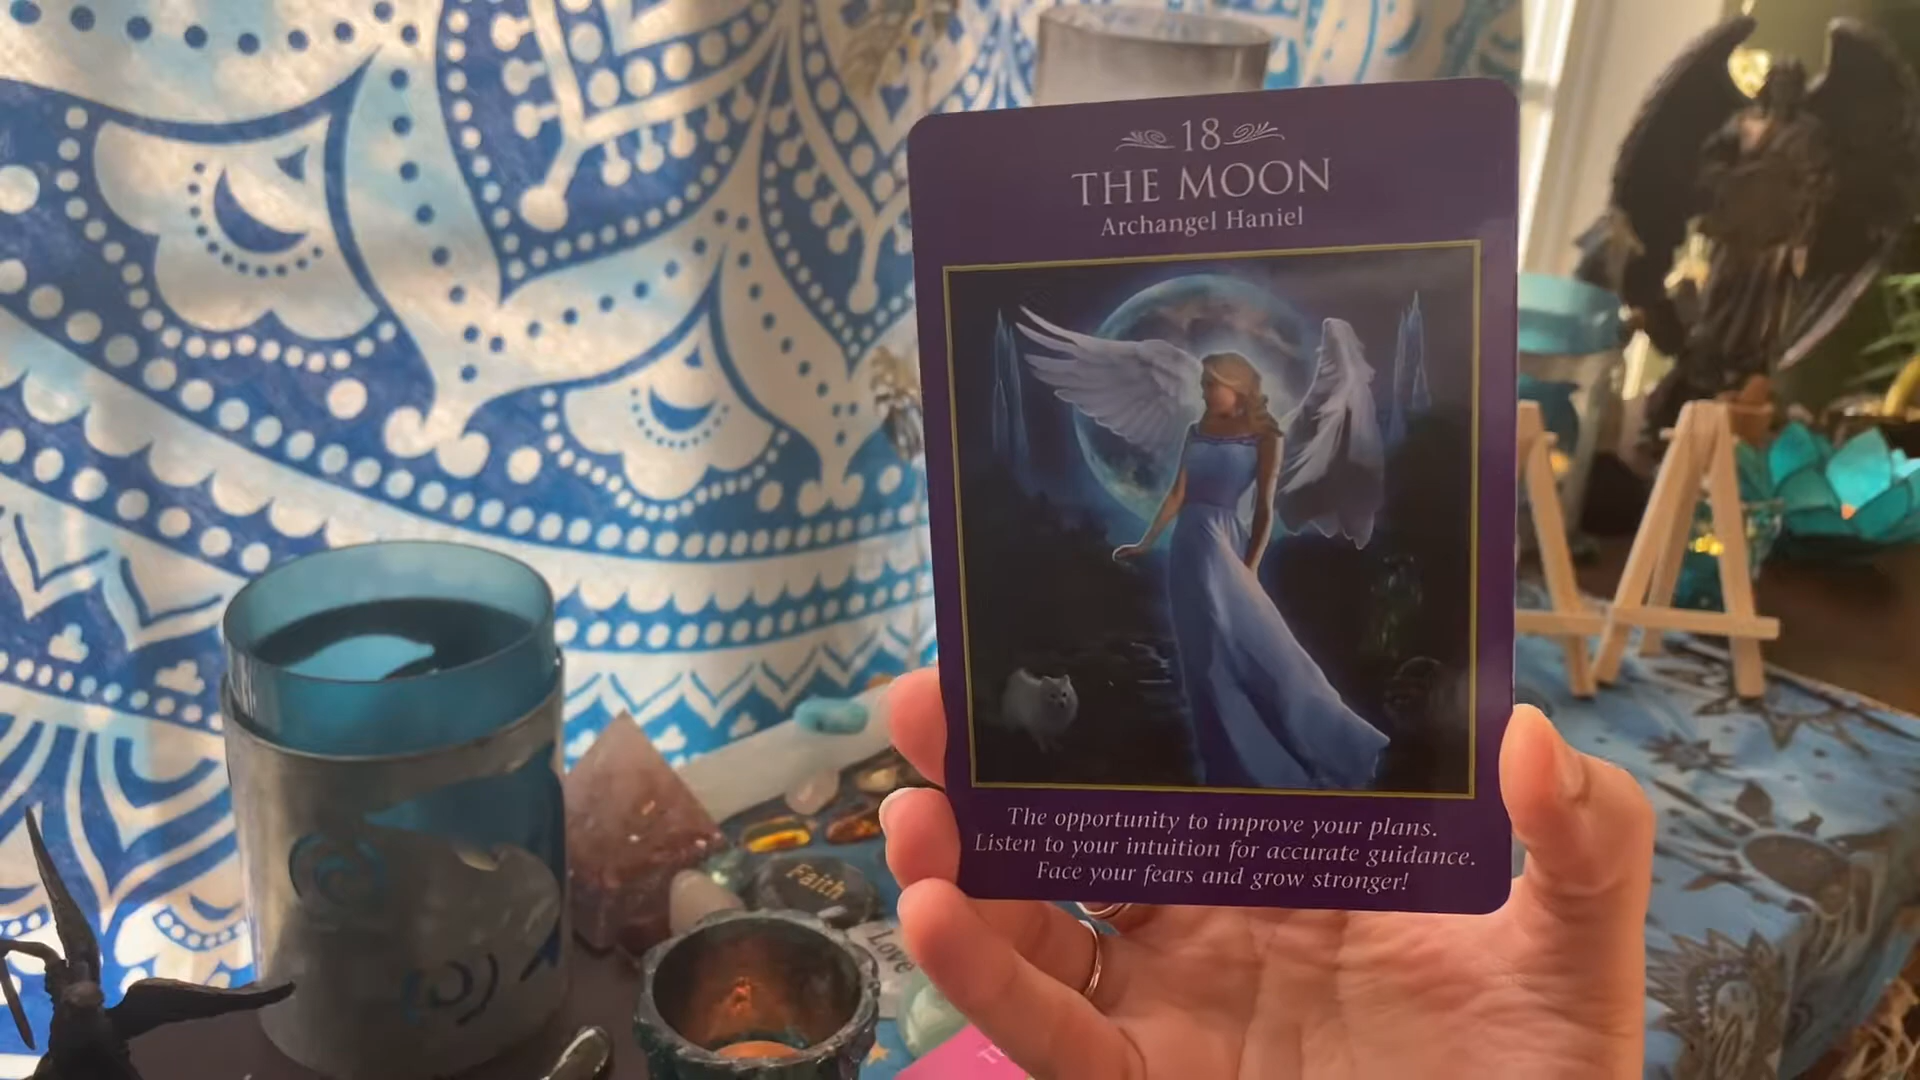 18
THE MOON
Archangel Haniel
The opportunity to improve your plans.
Listen to your intuition for accurate guidance.
Face your fears and grow stronger!
Faith
Love